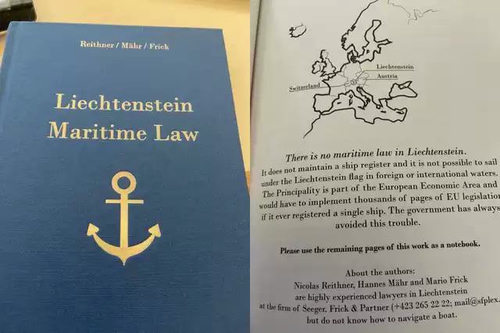 Reithner / Mähr / Frick
Liechtenstein
Maritime Law
Liechtenstein
Austria
Switzerland
There is no maritime law in Liechtenstein.
It does not maintain a ship register and it is not possible to sail
under the Liechtenstein flag in foreign or international waters.
The Principality is part of the European Economic Area and
would have to implement thousands of pages of EU legislation
if it ever registered a single ship. The government has always
avoided this trouble.
Please use the remaining pages of this work as a notebook.
About the authors:
Nicolas Reithner, Hannes Mähr and Mario Frick
are highly experienced lawyers in Liechtenstein
at the firm of Seeger, Frick & Partner (+423 265 22 22; mail@sfplex.
but do not know how to navigate a boat.